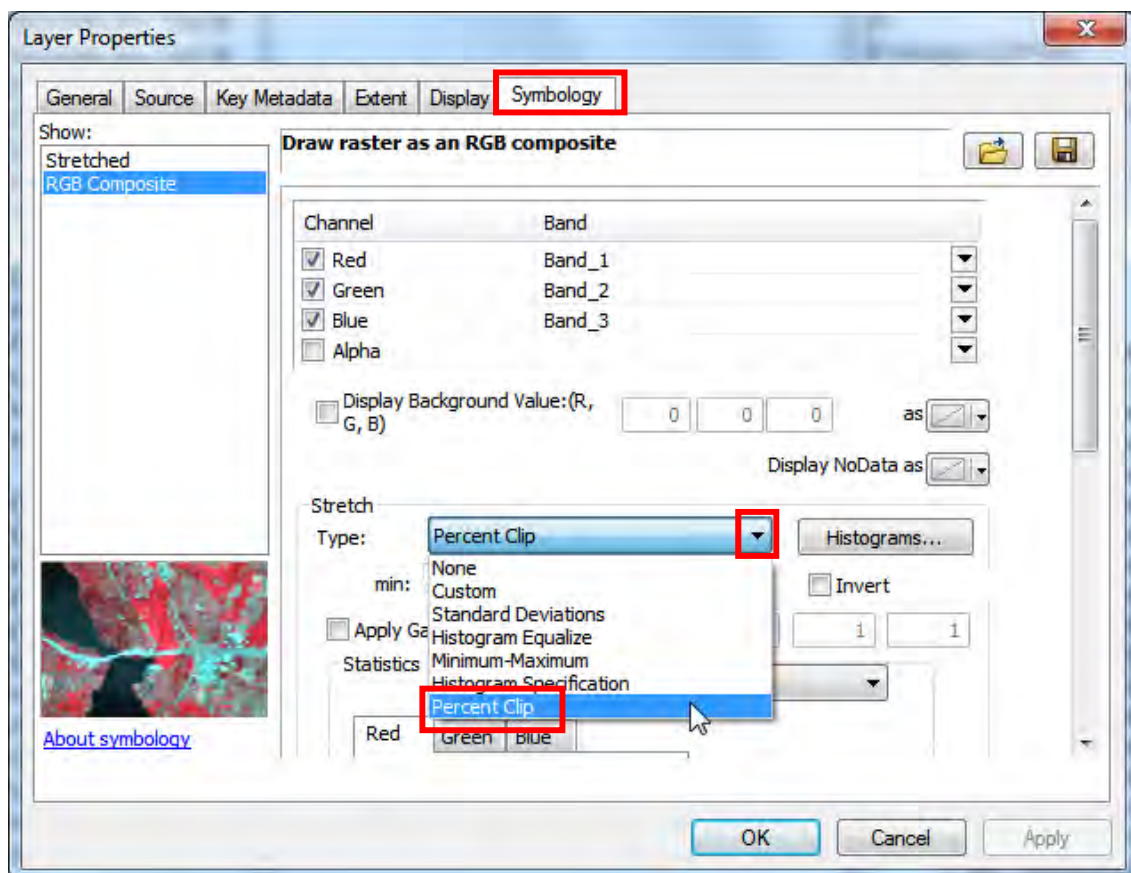 Layer Properties
General Source Key Metadata Extent Display Symbology
Show:
Stretched
RGB Composite
Draw raster as an RGB composite
Channel Band
Red Band_1
Green Band_2
Blue Band_3
Alpha
Display Background Value:(R, G, B) 0 0 0 as
Display NoData as
Stretch
Type: Percent Clip Histograms...
None
min: Custom Invert
Standard Deviations
Apply Ga Histogram Equalize 1 1
Statistics Minimum-Maximum
Histogram Specification
Percent Clip
Red Green Blue
About symbology
OK Cancel Apply